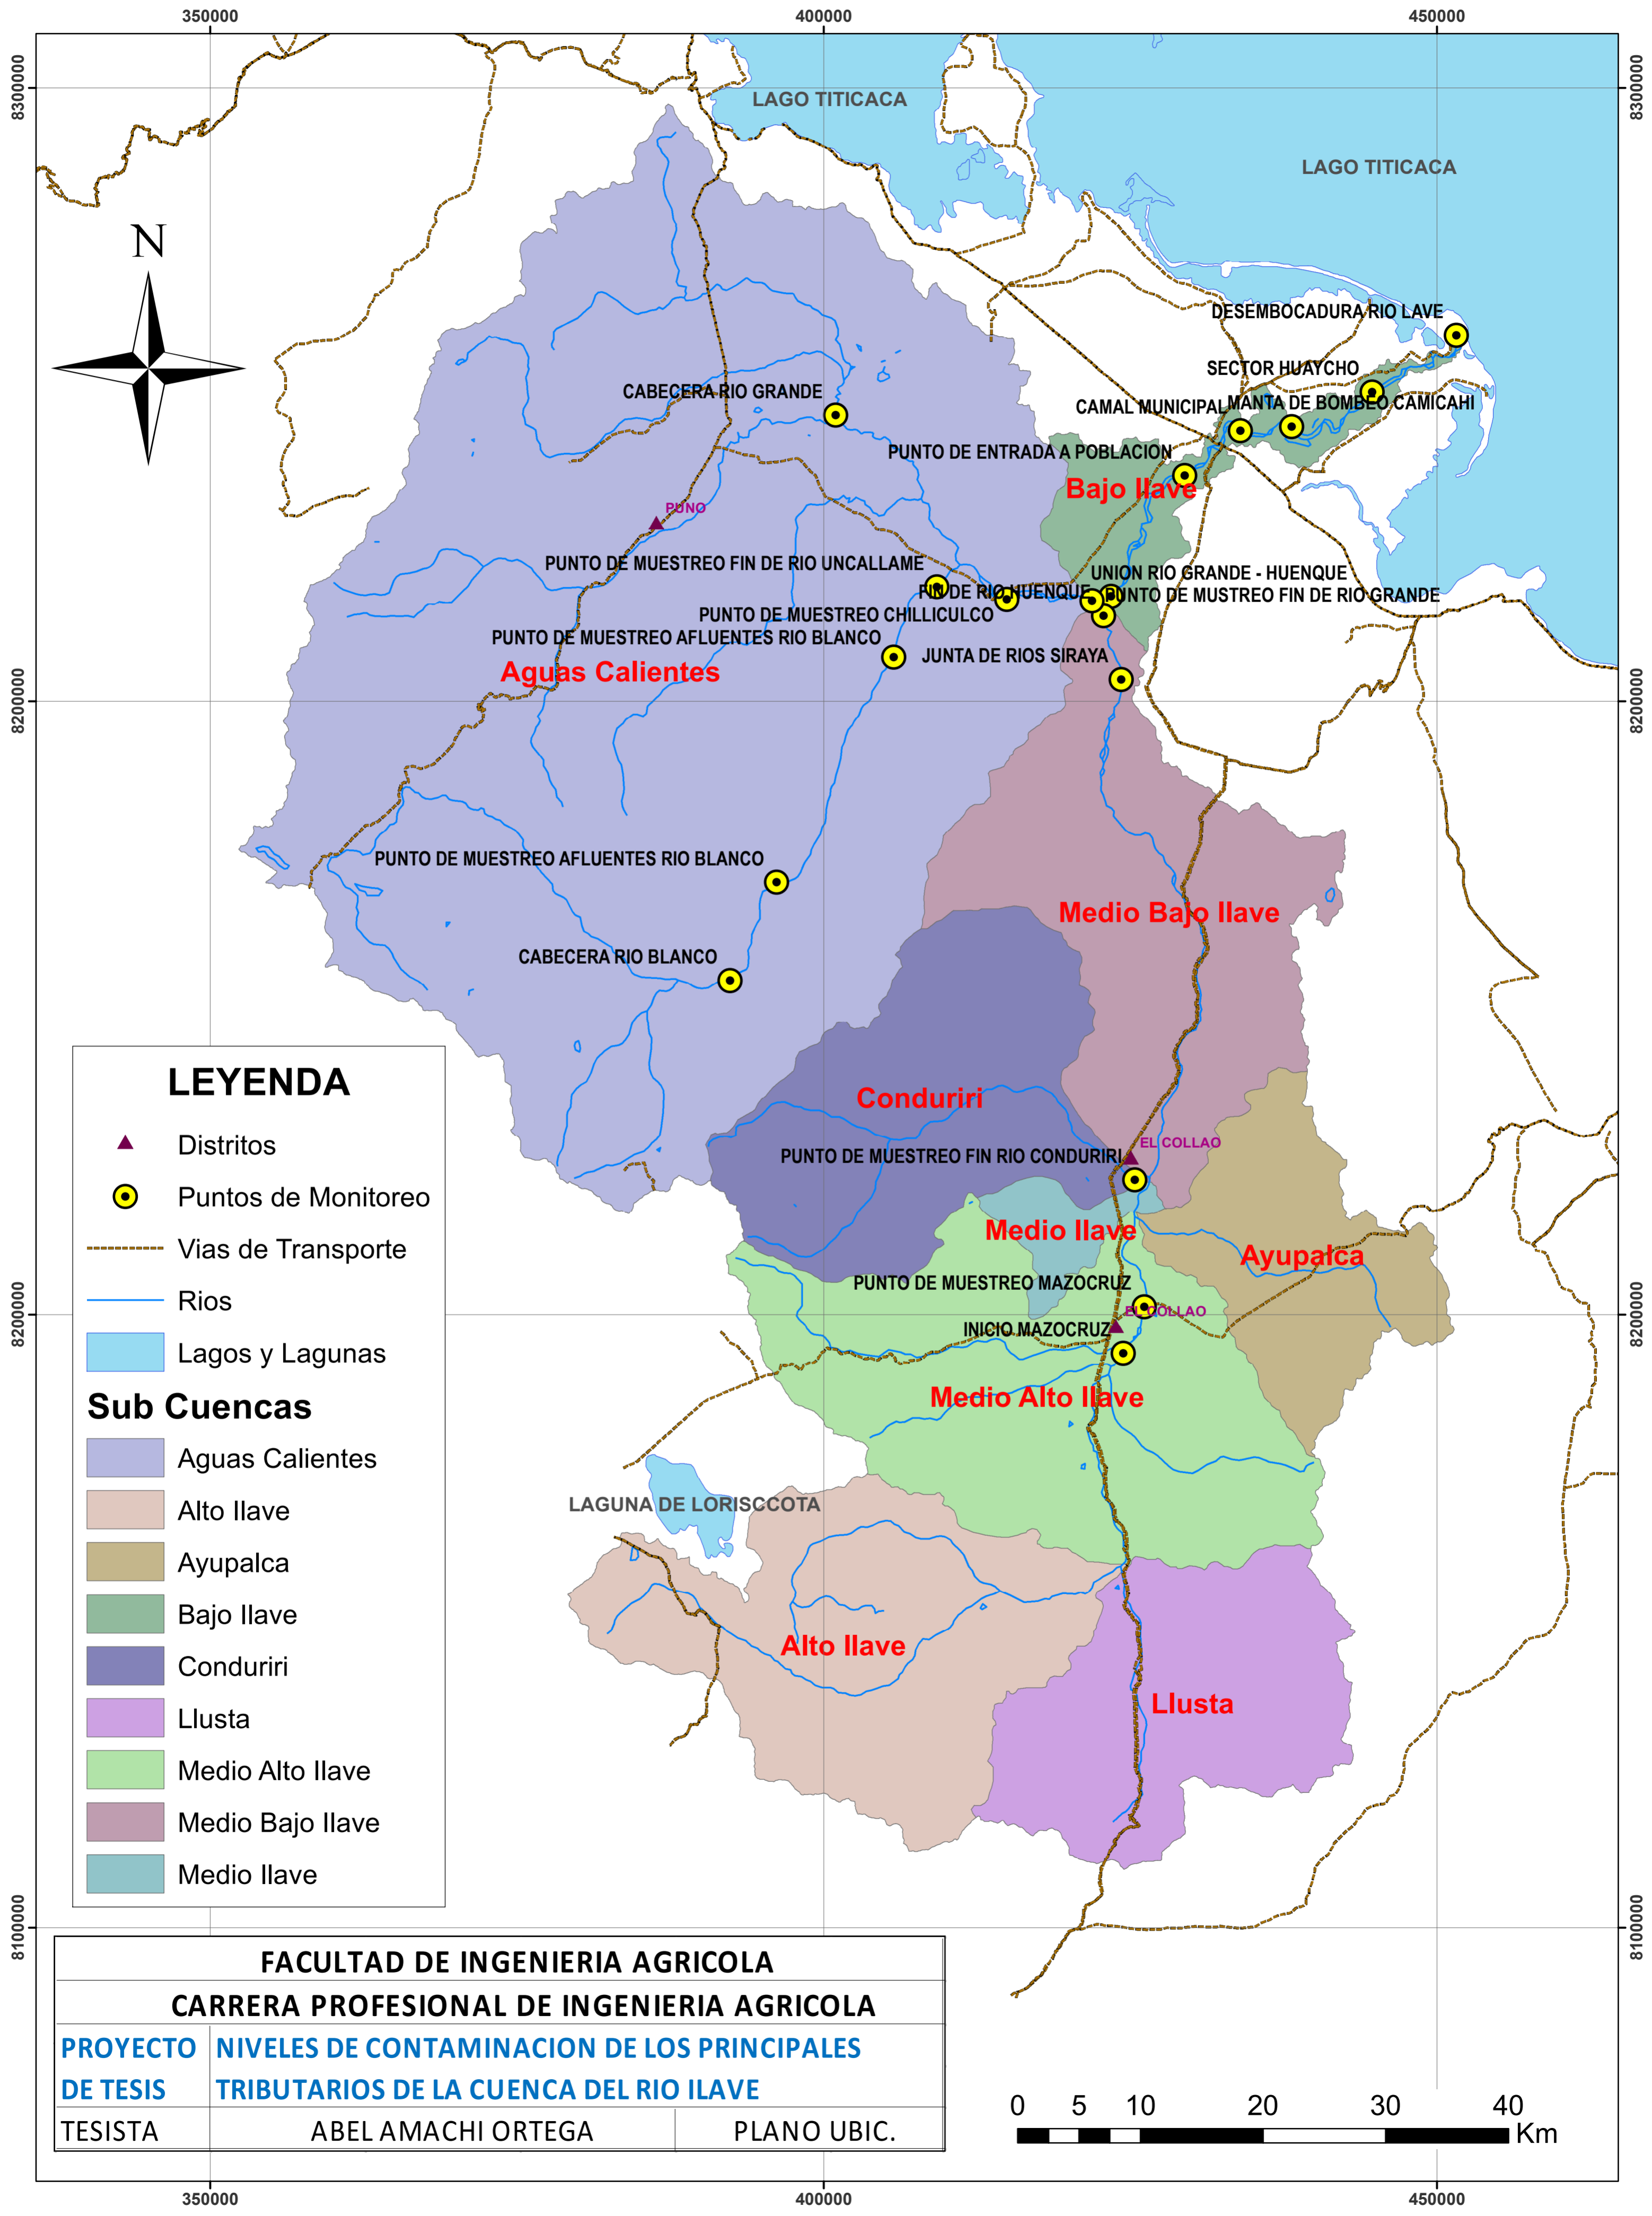 350000
400000
450000
8300000
8300000
LAGO TITICACA
LAGO TITICACA
N
DESEMBOCADURA RIO LAVE
SECTOR HUAYCHO
CABECERA RIO GRANDE
CAMAL MUNICIPAL
MANTA DE BOMBEO CAMICAHI
PUNTO DE ENTRADA A POBLACION
Bajo Ilave
PUNO
PUNTO DE MUESTREO FIN DE RIO UNCALLAME
UNION RIO GRANDE - HUENQUE
FIN DE RIO HUENQUE
PUNTO DE MUSTREO FIN DE RIO GRANDE
PUNTO DE MUESTREO CHILLICULCO
PUNTO DE MUESTREO AFLUENTES RIO BLANCO
JUNTA DE RIOS SIRAYA
Aguas Calientes
8200000
8200000
PUNTO DE MUESTREO AFLUENTES RIO BLANCO
Medio Bajo Ilave
CABECERA RIO BLANCO
Conduriri
EL COLLAO
PUNTO DE MUESTREO FIN RIO CONDURIRI
Medio Ilave
Ayupalca
PUNTO DE MUESTREO MAZOCRUZ
EL COLLAO
INICIO MAZOCRUZ
8200000
8200000
Medio Alto Ilave
LAGUNA DE LORISCCOTA
Alto Ilave
Llusta
8100000
8100000
LEYENDA
Distritos
Puntos de Monitoreo
Vias de Transporte
Rios
Lagos y Lagunas
Sub Cuencas
Aguas Calientes
Alto Ilave
Ayupalca
Bajo Ilave
Conduriri
Llusta
Medio Alto Ilave
Medio Bajo Ilave
Medio Ilave
FACULTAD DE INGENIERIA AGRICOLA
CARRERA PROFESIONAL DE INGENIERIA AGRICOLA
PROYECTO NIVELES DE CONTAMINACION DE LOS PRINCIPALES
DE TESIS TRIBUTARIOS DE LA CUENCA DEL RIO ILAVE
TESISTA ABEL AMACHI ORTEGA PLANO UBIC.
0 5 10 20 30 40
Km
350000
400000
450000